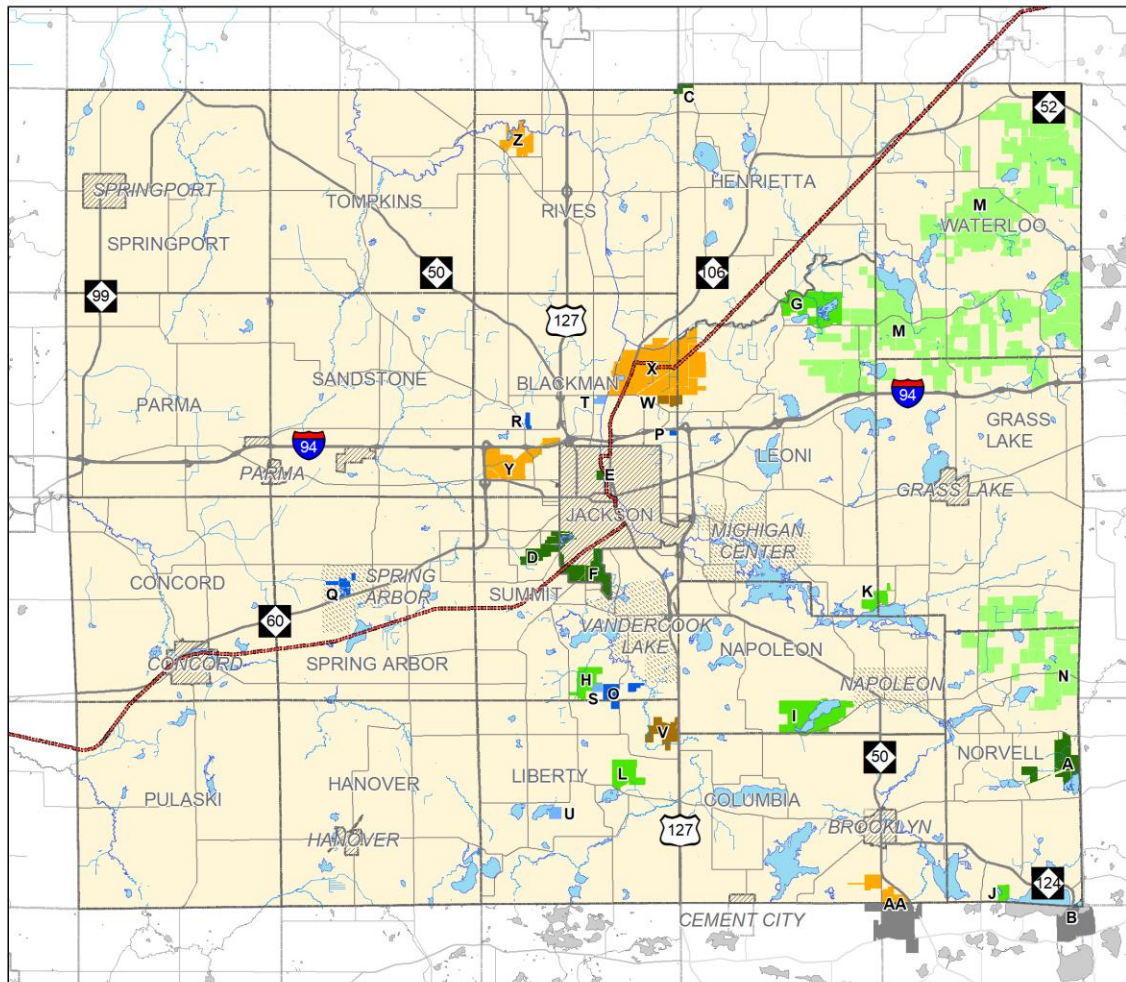 C
52
Z
HENRIETTA
SPRINGPORT
TOMPKINS
M
RIVES
WATERLOO
SPRINGPORT
50
106
99
G
127
M
X
SANDSTONE
BLACKMAN
94
PARMA
T
W
R
P
GRASS
LAKE
94
LEONI
PARMA
Y
E
GRASS LAKE
JACKSON
MICHIGAN
CENTER
D
CONCORD
SPRING
ARBOR
F
Q
SUMMIT
K
60
VANDERCOOK
LAKE
NAPOLEON
CONCORD
SPRING ARBOR
N
H
NAPOLEON
S
O
I
V
50
NORVELL
A
HANOVER
LIBERTY
L
PULASKI
COLUMBIA
U
127
BROOKLYN
HANOVER
124
J
AA
B
CEMENT CITY